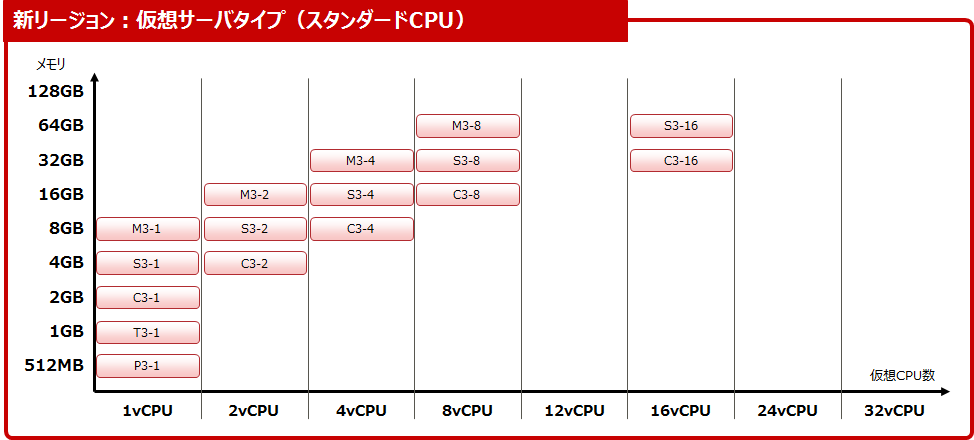 新リージョン：仮想サーバタイプ（スタンダードCPU）
メモリ
128GB
64GB M3-8 S3-16
32GB M3-4 S3-8 C3-16
16GB M3-2 S3-4 C3-8
8GB M3-1 S3-2 C3-4
4GB S3-1 C3-2
2GB C3-1
1GB T3-1
512MB P3-1
仮想CPU数
1vCPU 2vCPU 4vCPU 8vCPU 12vCPU 16vCPU 24vCPU 32vCPU